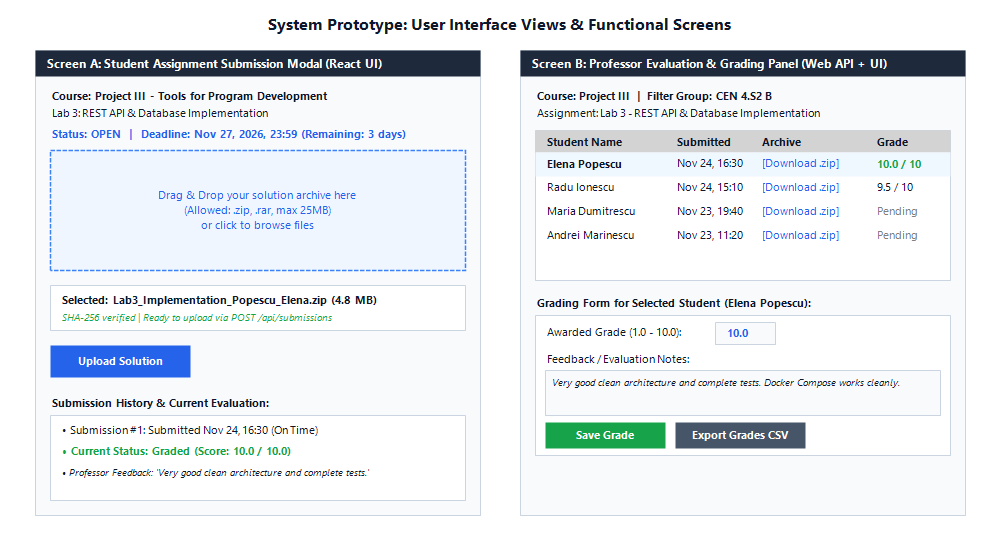 System Prototype: User Interface Views & Functional Screens
Screen A: Student Assignment Submission Modal (React UI)
Course: Project III - Tools for Program Development
Lab 3: REST API & Database Implementation
Status: OPEN | Deadline: Nov 27, 2026, 23:59 (Remaining: 3 days)
Drag & Drop your solution archive here
(Allowed: .zip, .rar, max 25MB)
or click to browse files
Selected: Lab3_Implementation_Popescu_Elena.zip (4.8 MB)
SHA-256 verified | Ready to upload via POST /api/submissions
Upload Solution
Submission History & Current Evaluation:
• Submission #1: Submitted Nov 24, 16:30 (On Time)
• Current Status: Graded (Score: 10.0 / 10.0)
• Professor Feedback: 'Very good clean architecture and complete tests.'
Screen B: Professor Evaluation & Grading Panel (Web API + UI)
Course: Project III | Filter Group: CEN 4.S2 B
Assignment: Lab 3 - REST API & Database Implementation
Student Name Submitted Archive Grade
Elena Popescu Nov 24, 16:30 [Download .zip] 10.0 / 10
Radu Ionescu Nov 24, 15:10 [Download .zip] 9.5 / 10
Maria Dumitrescu Nov 23, 19:40 [Download .zip] Pending
Andrei Marinescu Nov 23, 11:20 [Download .zip] Pending
Grading Form for Selected Student (Elena Popescu):
Awarded Grade (1.0 - 10.0): 10.0
Feedback / Evaluation Notes:
Very good clean architecture and complete tests. Docker Compose works cleanly.
Save Grade Export Grades CSV